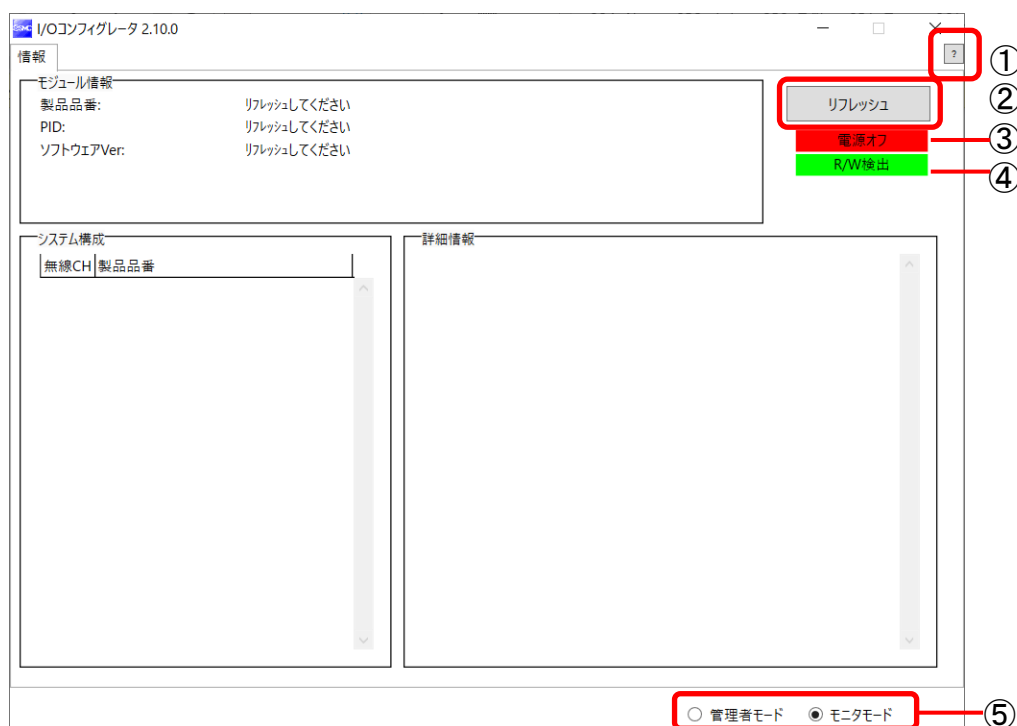 I/Oコンフィグレータ 2.10.0
情報
?
①
モジュール情報
製品品番: リフレッシュしてください
PID: リフレッシュしてください
ソフトウェアVer: リフレッシュしてください
リフレッシュ
②
電源オフ
③
R/W検出
④
システム構成
無線CH 製品品番
詳細情報
管理者モード モニタモード
⑤